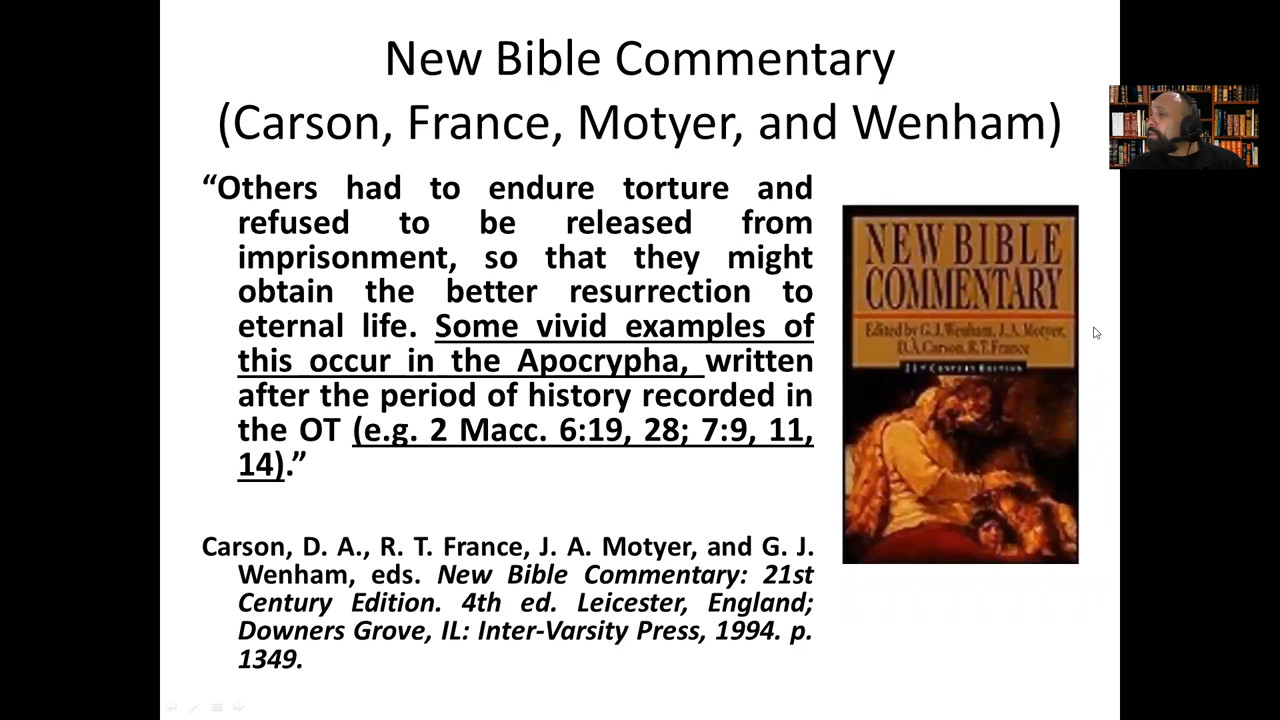 New Bible Commentary
(Carson, France, Motyer, and Wenham)
“Others had to endure torture and
refused to be released from
imprisonment, so that they might
obtain the better resurrection to
eternal life. Some vivid examples of
this occur in the Apocrypha, written
after the period of history recorded in
the OT (e.g. 2 Macc. 6:19, 28; 7:9, 11,
14).”
Carson, D. A., R. T. France, J. A. Motyer, and G. J.
Wenham, eds. New Bible Commentary: 21st
Century Edition. 4th ed. Leicester, England;
Downers Grove, IL: Inter-Varsity Press, 1994. p.
1349.
NEW BIBLE
COMMENTARY
Edited by G. J. Wenham, J. A. Motyer,
D. A. Carson, R. T. France
21st CENTURY EDITION